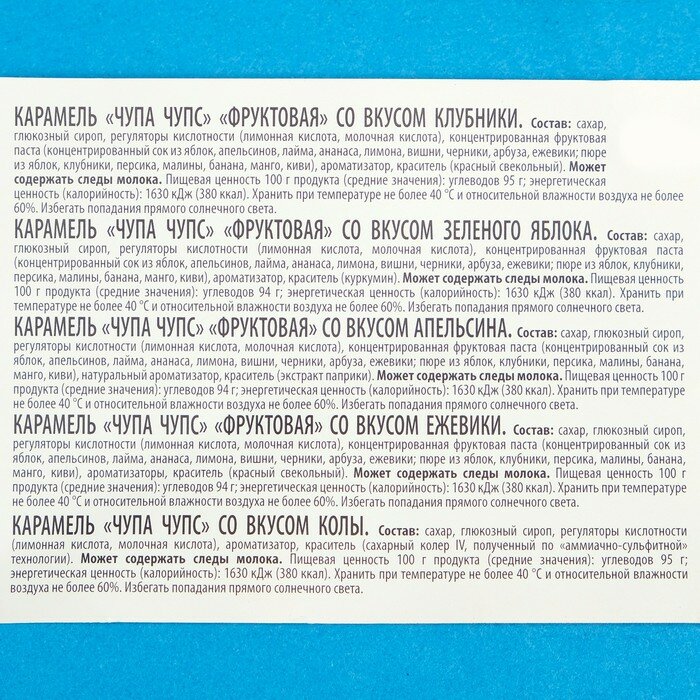 КАРАМЕЛЬ «ЧУПА ЧУПС» «ФРУКТОВАЯ» СО ВКУСОМ КЛУБНИКИ. Состав: сахар,
глюкозный сироп, регуляторы кислотности (лимонная кислота, молочная кислота), концентрированная фруктовая
паста (концентрированный сок из яблок, апельсинов, лайма, ананаса, лимона, вишни, черники, арбуза, ежевики; пюре
из яблок, клубники, персика, малины, банана, манго, киви), ароматизатор, краситель (красный свекольный). Может
содержать следы молока. Пищевая ценность 100 г продукта (средние значения): углеводов 95 г; энергетическая
ценность (калорийность): 1630 кДж (380 ккал). Хранить при температуре не более 40 °С и относительной влажности воздуха не более
60%. Избегать попадания прямого солнечного света.
КАРАМЕЛЬ «ЧУПА ЧУПС» «ФРУКТОВАЯ» СО ВКУСОМ ЗЕЛЕНОГО ЯБЛОКА. Состав: сахар,
глюкозный сироп, регуляторы кислотности (лимонная кислота, молочная кислота), концентрированная фруктовая паста
(концентрированный сок из яблок, апельсинов, лайма, ананаса, лимона, вишни, черники, арбуза, ежевики; пюре из яблок, клубники,
персика, малины, банана, манго, киви), ароматизатор, краситель (куркумин). Может содержать следы молока. Пищевая ценность
100 г продукта (средние значения): углеводов 94 г; энергетическая ценность (калорийность): 1630 кДж (380 ккал). Хранить при
температуре не более 40 °С и относительной влажности воздуха не более 60%. Избегать попадания прямого солнечного света.
КАРАМЕЛЬ «ЧУПА ЧУПС» «ФРУКТОВАЯ» СО ВКУСОМ АПЕЛЬСИНА. Состав: сахар, глюкозный сироп,
регуляторы кислотности (лимонная кислота, молочная кислота), концентрированная фруктовая паста (концентрированный сок из
яблок, апельсинов, лайма, ананаса, лимона, вишни, черники, арбуза, ежевики; пюре из яблок, клубники, персика, малины, банана,
манго, киви), натуральный ароматизатор, краситель (экстракт паприки). Может содержать следы молока. Пищевая ценность 100 г
продукта (средние значения): углеводов 94 г; энергетическая ценность (калорийность): 1630 кДж (380 ккал). Хранить при температуре
не более 40 °С и относительной влажности воздуха не более 60%. Избегать попадания прямого солнечного света.
КАРАМЕЛЬ «ЧУПА ЧУПС» «ФРУКТОВАЯ» СО ВКУСОМ ЕЖЕВИКИ. Состав: сахар, глюкозный сироп,
регуляторы кислотности (лимонная кислота, молочная кислота), концентрированная фруктовая паста (концентрированный сок из
яблок, апельсинов, лайма, ананаса, лимона, вишни, черники, арбуза, ежевики; пюре из яблок, клубники, персика, малины, банана,
манго, киви), ароматизаторы, краситель (красный свекольный). Может содержать следы молока. Пищевая ценность 100 г
продукта (средние значения): углеводов 94 г; энергетическая ценность (калорийность): 1630 кДж (380 ккал). Хранить при температуре
не более 40 °С и относительной влажности воздуха не более 60%. Избегать попадания прямого солнечного света.
КАРАМЕЛЬ «ЧУПА ЧУПС» СО ВКУСОМ КОЛЫ. Состав: сахар, глюкозный сироп, регуляторы кислотности
(лимонная кислота, молочная кислота), ароматизатор, краситель (сахарный колер IV, полученный по «аммиачно-сульфитной»
технологии). Может содержать следы молока. Пищевая ценность 100 г продукта (средние значения): углеводов 95 г;
энергетическая ценность (калорийность): 1630 кДж (380 ккал). Хранить при температуре не более 40 °С и относительной влажности
воздуха не более 60%. Избегать попадания прямого солнечного света.